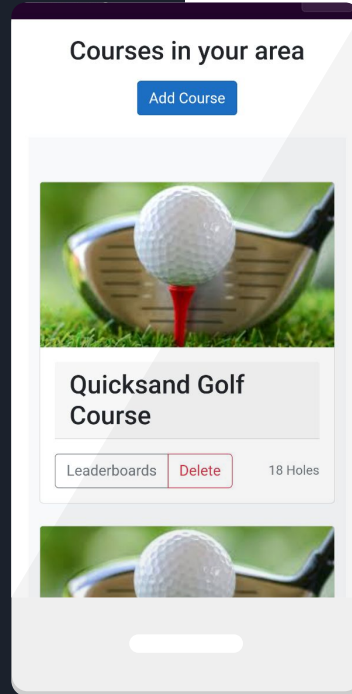 Courses in your area
Add Course
Quicksand Golf
Course
Leaderboards Delete 18 Holes